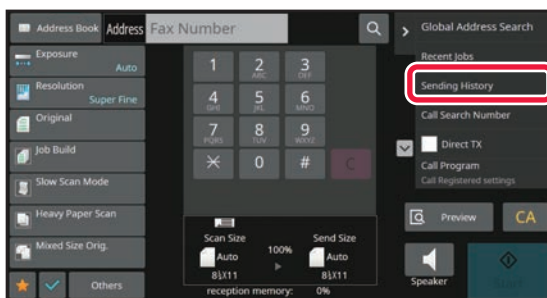 Address Book
Address
Fax Number
Global Address Search
Exposure
Auto
Recent Jobs
Resolution
Super Fine
Sending History
Original
Call Search Number
Job Build
Direct TX
Slow Scan Mode
Call Program
Call Registered settings
Heavy Paper Scan
Mixed Size Orig.
Others
1
2
ABC
3
DEF
4
GHI
5
JKL
6
MNO
7
PQRS
8
TUV
9
WXYZ
0
#
C
Preview
CA
Scan Size
Send Size
Auto
100%
Auto
8½X11
8½X11
reception memory: 0%
Speaker
Start